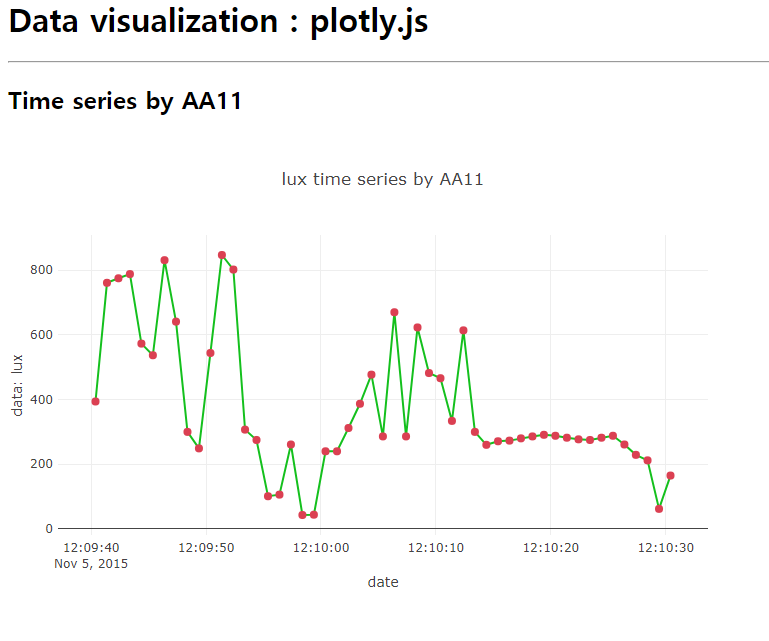 Data visualization : plotly.js
Time series by AA11
lux time series by AA11
800
600
400
200
0
data: lux
12:09:40 12:09:50 12:10:00 12:10:10 12:10:20 12:10:30
Nov 5, 2015
date